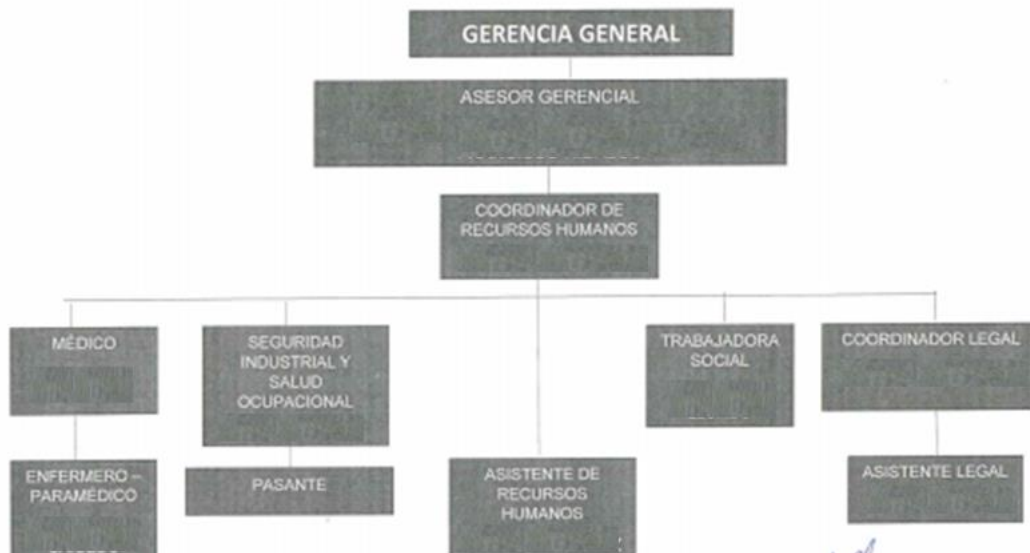 GERENCIA GENERAL
ASESOR GERENCIAL
COORDINADOR DE
RECURSOS HUMANOS
MÉDICO
SEGURIDAD
INDUSTRIAL Y
SALUD
OCUPACIONAL
TRABAJADORA
SOCIAL
COORDINADOR LEGAL
ENFERMERO –
PARAMÉDICO
PASANTE
ASISTENTE DE
RECURSOS
HUMANOS
ASISTENTE LEGAL